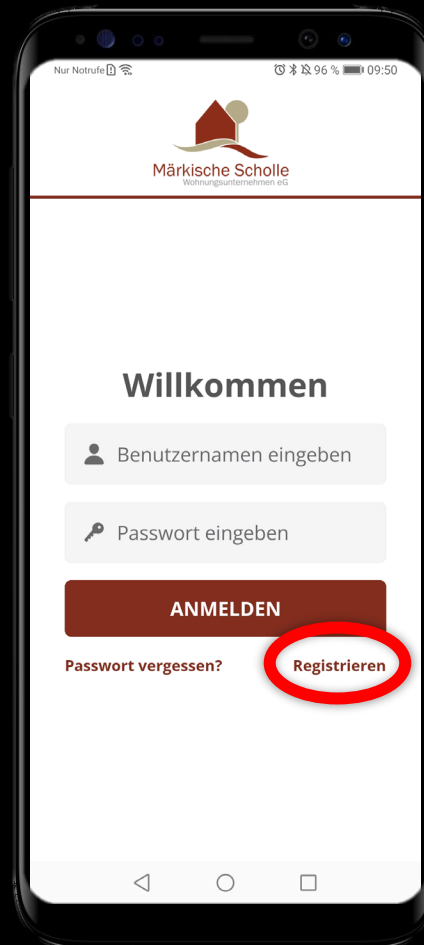 Nur Notrufe 96 % 09:50
Märkische Scholle
Wohnungsunternehmen eG
Willkommen
Benutzernamen eingeben
Passwort eingeben
ANMELDEN
Passwort vergessen? Registrieren